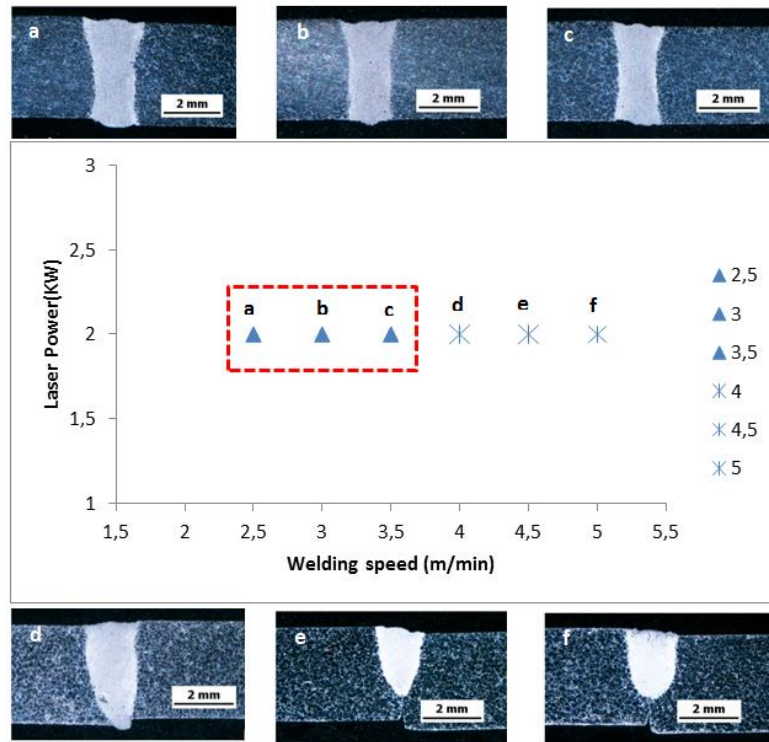 a
2 mm
b
2 mm
c
2 mm
3
2,5
2
1,5
1
Laser Power(KW)
a b c d e f
1,5 2 2,5 3 3,5 4 4,5 5 5,5
Welding speed (m/min)
2,5
3
3,5
4
4,5
5
d
2 mm
e
2 mm
f
2 mm